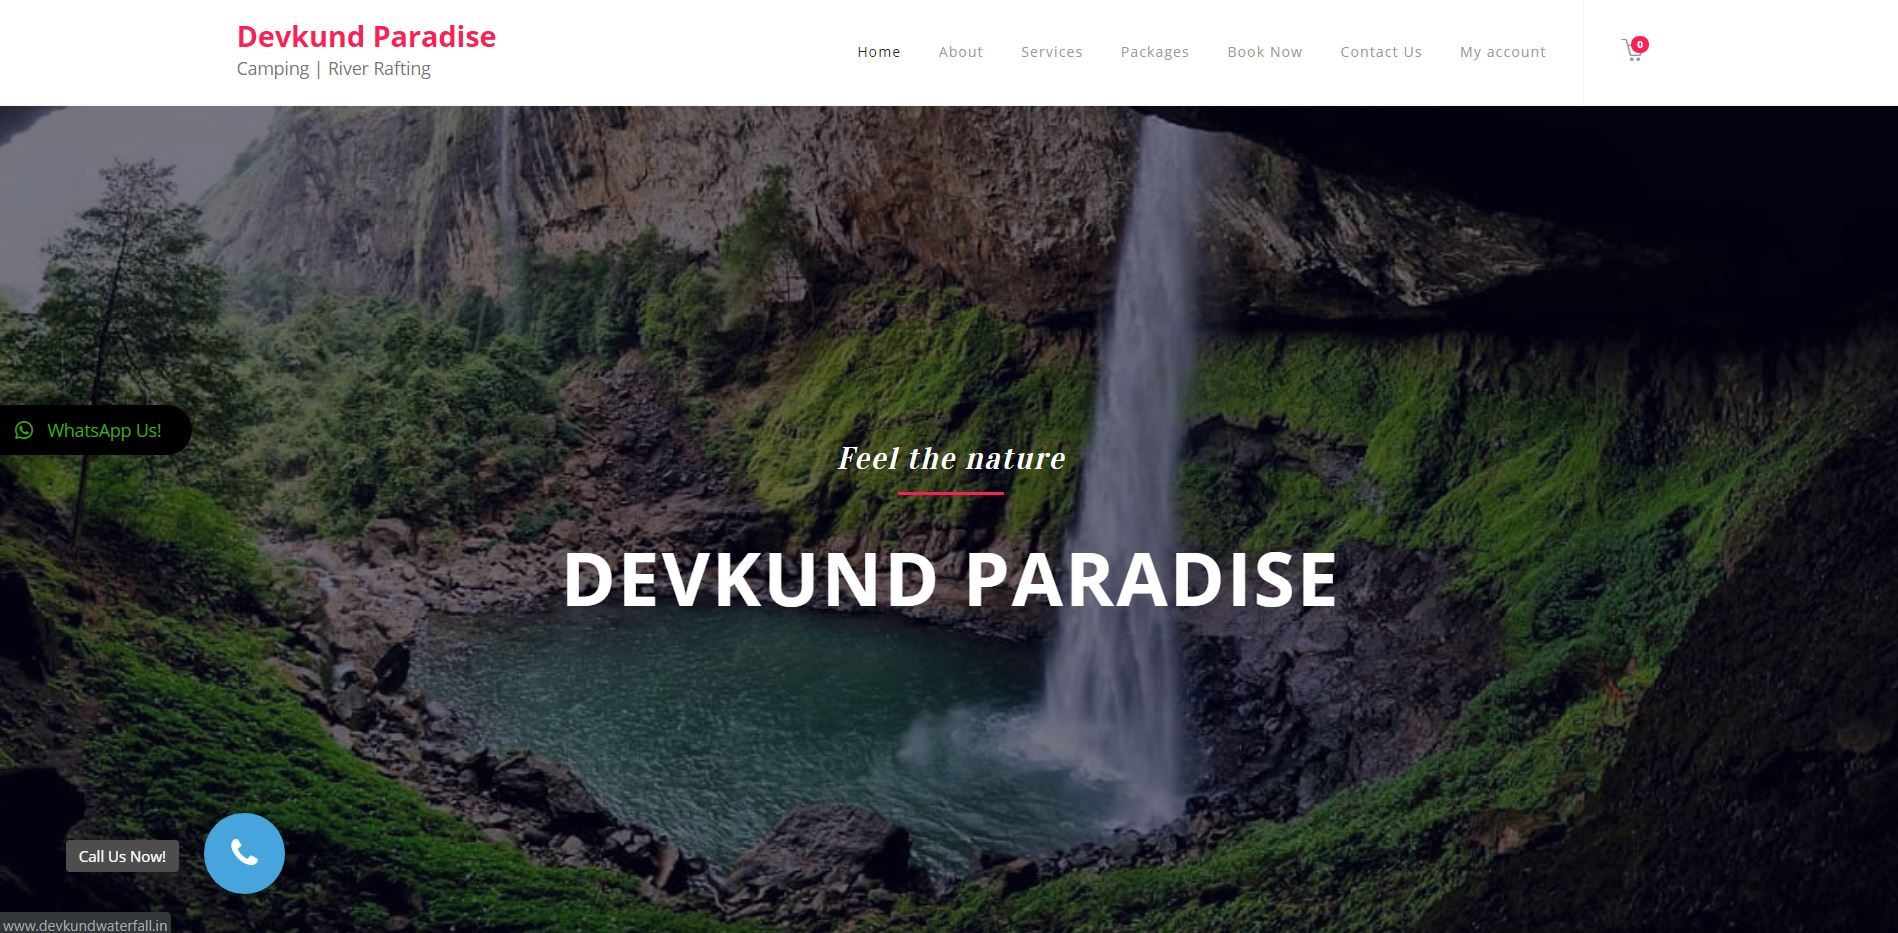 Devkund Paradise
Camping | River Rafting
Home About Services Packages Book Now Contact Us My account
0
WhatsApp Us!
Feel the nature
DEVKUND PARADISE
Call Us Now!
www.devkundwaterfall.in